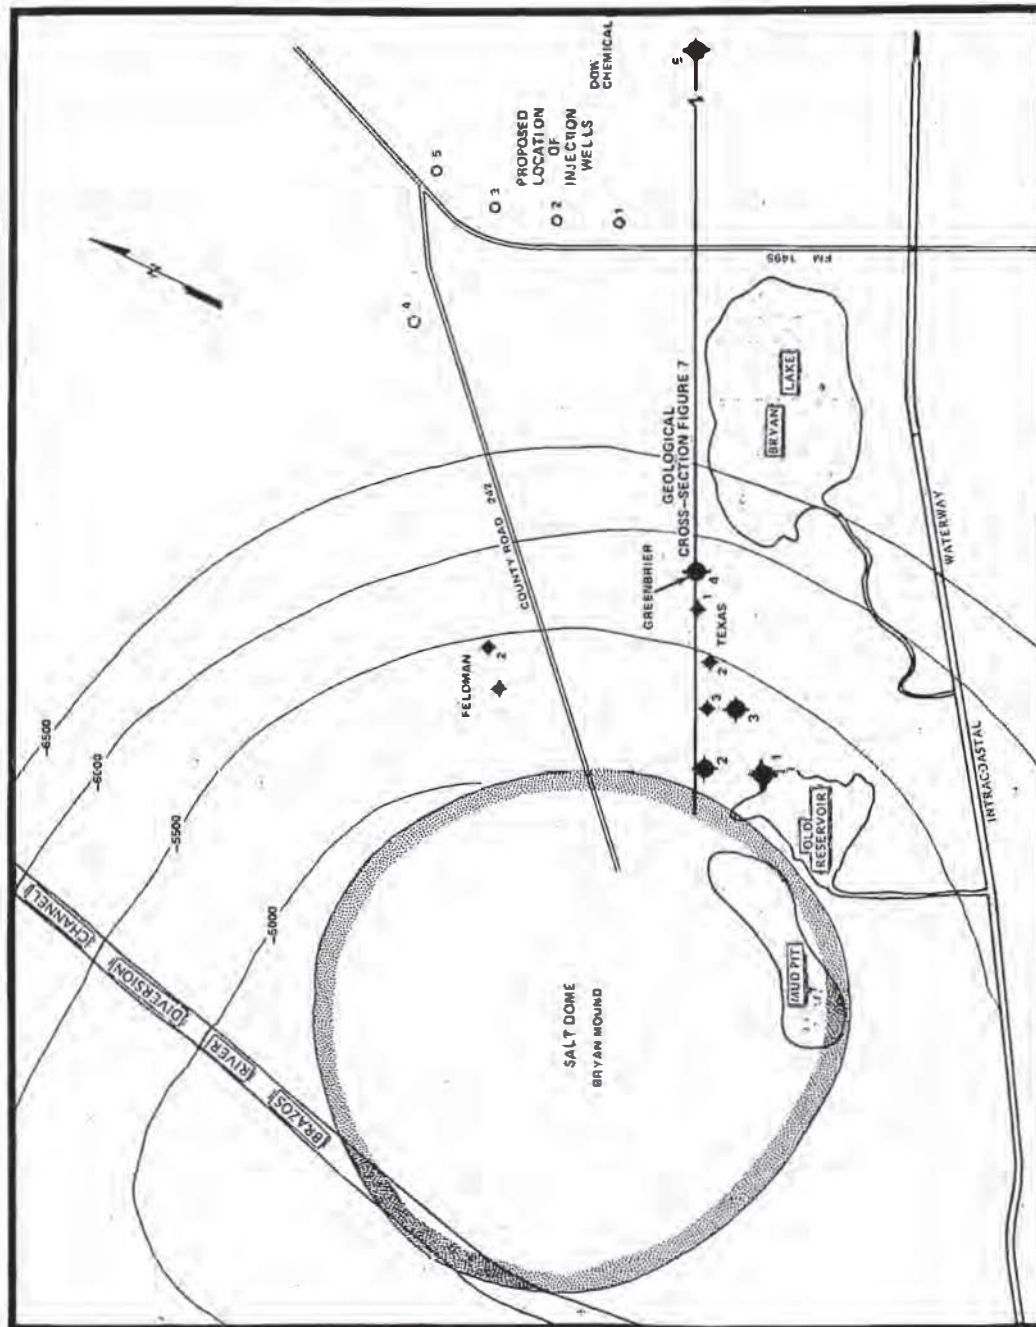 5
DOW
CHEMICAL
PROPOSED
LOCATION
OF
INJECTION
WELLS
5
3
2
1
4
N
FM 1495
BRYAN
LAKE
GEOLOGICAL
CROSS-SECTION FIGURE 7
COUNTY ROAD 242
GREENBRIER
4
1
TEXAS
2
3
3
2
1
FELDMAN
2
WATERWAY
INTRACOASTAL
-6500
-6000
-5500
-5000
OLD
RESERVOIR
MUD PIT
SALT DOME
BRYAN MOUND
BRAZOS
RIVER
(DIVERSION
CHANNEL)